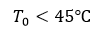 T₀ < 45℃